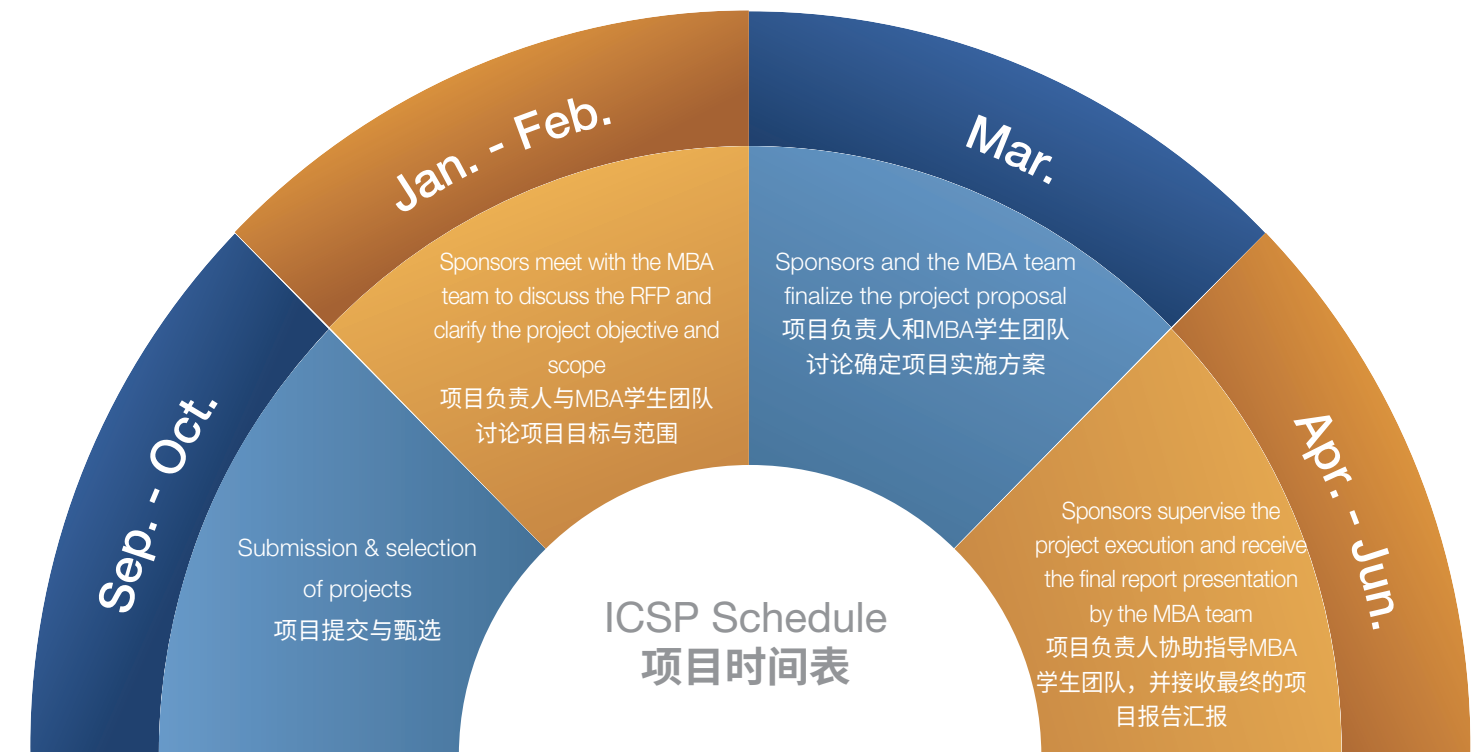 Sep. - Oct.
Submission & selection
of projects
项目提交与甄选
Jan. - Feb.
Sponsors meet with the MBA
team to discuss the RFP and
clarify the project objective and
scope
项目负责人与MBA学生团队
讨论项目目标与范围
Mar.
Sponsors and the MBA team
finalize the project proposal
项目负责人和MBA学生团队
讨论确定项目实施方案
Apr. - Jun.
Sponsors supervise the
project execution and receive
the final report presentation
by the MBA team
项目负责人协助指导MBA
学生团队，并接收最终的项
目报告汇报
ICSP Schedule
项目时间表